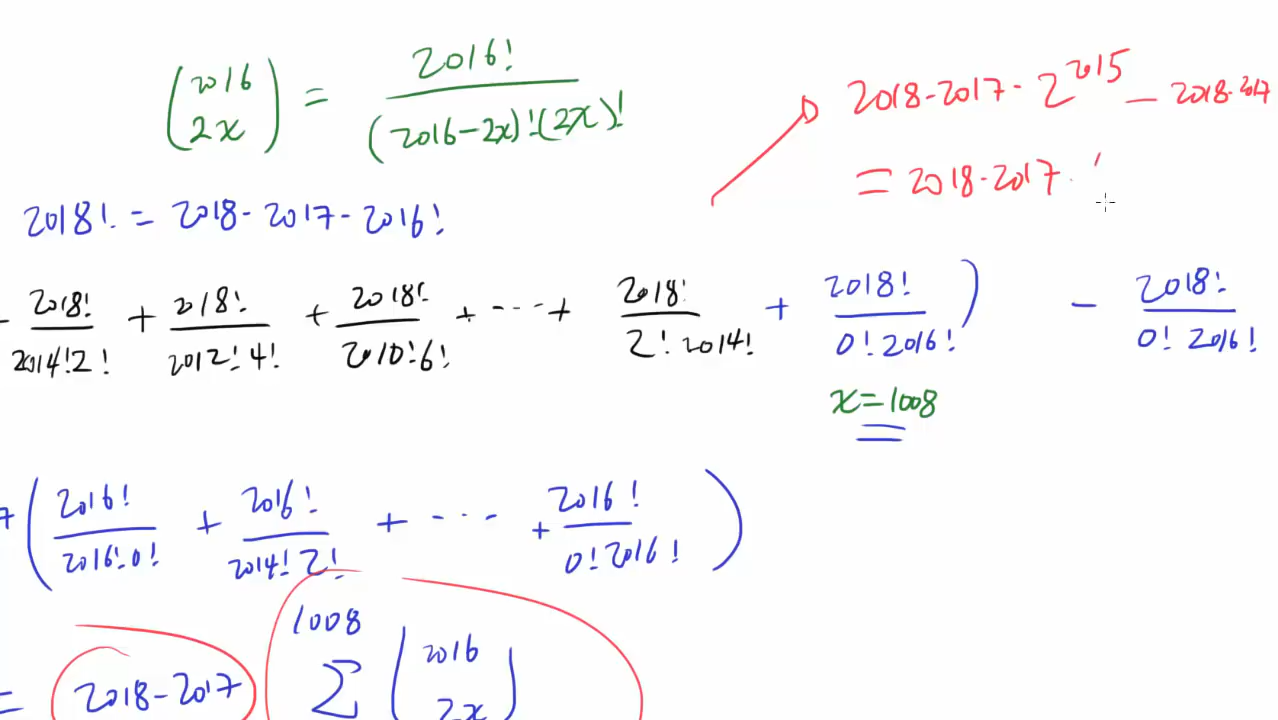 (2016 2x) = 2016! / (2016-2x)!(2x)!
2018-2017-2^2015 - 2018-2017
= 2018-2017 ·
2018! = 2018-2017-2016!
2018!/2014!2! + 2018!/2012!4! + 2018!/2010!6! + ··· + 2018!/2!2014! + 2018!/0!2016! ) - 2018!/0!2016!
x=1008
7 ( 2016!/2016!0! + 2016!/2014!2! + ··· + 2016!/0!2016! )
= 2018-2017 1008 Σ (2016 2x)